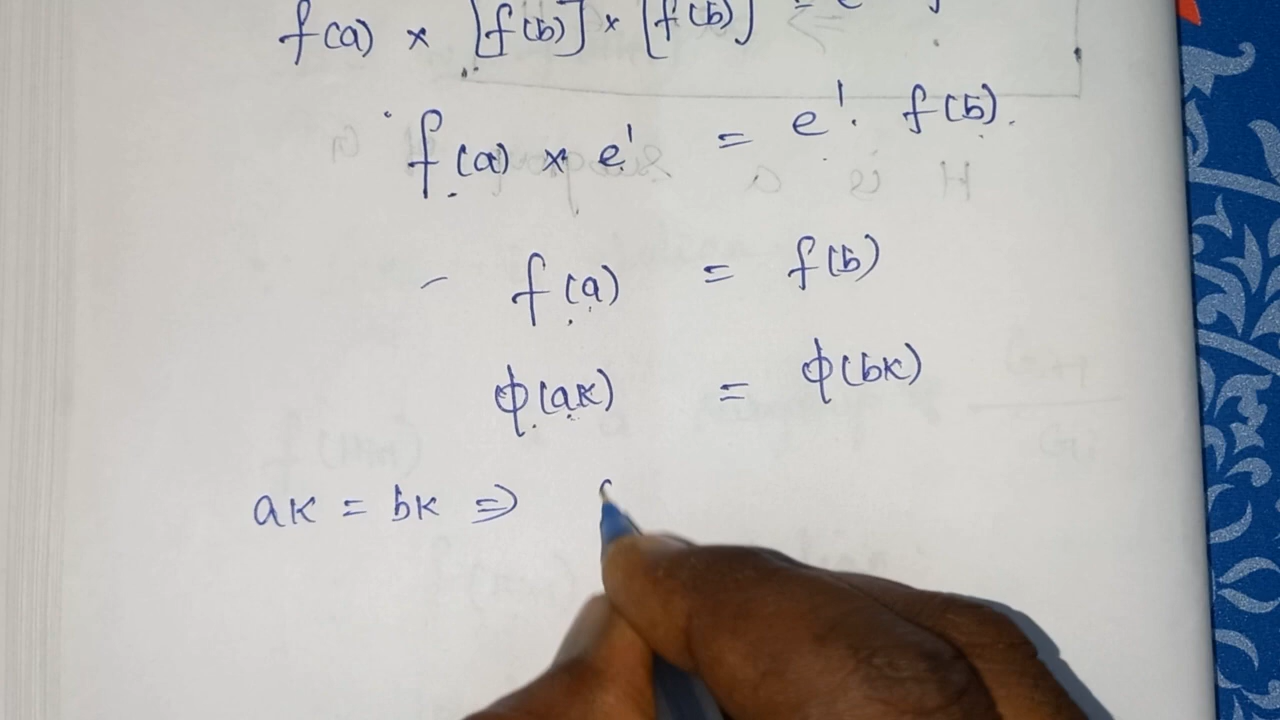 f(a) × [f(b)] × [f(b)] = e'
f(a) × e' = e'. f(b).
f(a) = f(b)
ϕ(aK) = ϕ(bK)
aK = bK ⇒